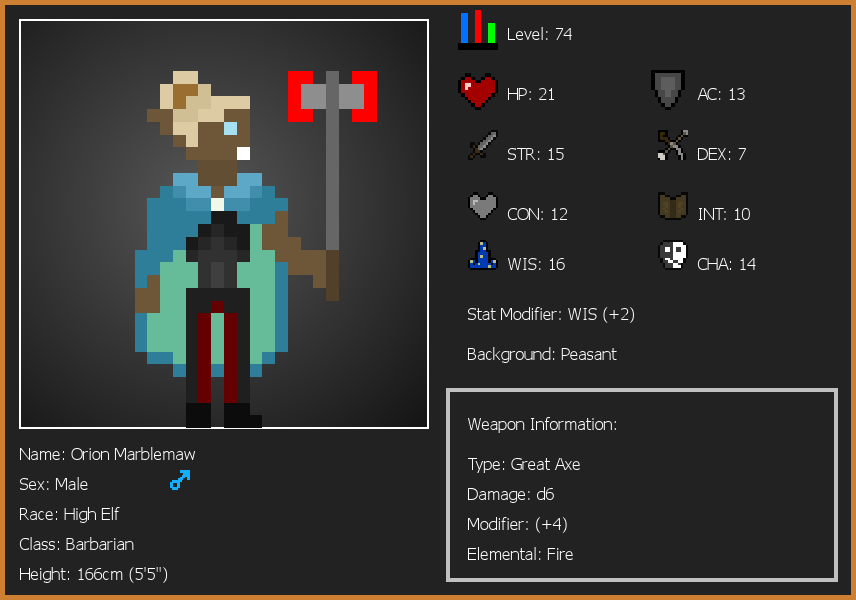 Level: 74
HP: 21
AC: 13
STR: 15
DEX: 7
CON: 12
INT: 10
WIS: 16
CHA: 14
Stat Modifier: WIS (+2)
Background: Peasant
Weapon Information:
Type: Great Axe
Damage: d6
Modifier: (+4)
Elemental: Fire
Name: Orion Marblemaw
Sex: Male
Race: High Elf
Class: Barbarian
Height: 166cm (5'5")